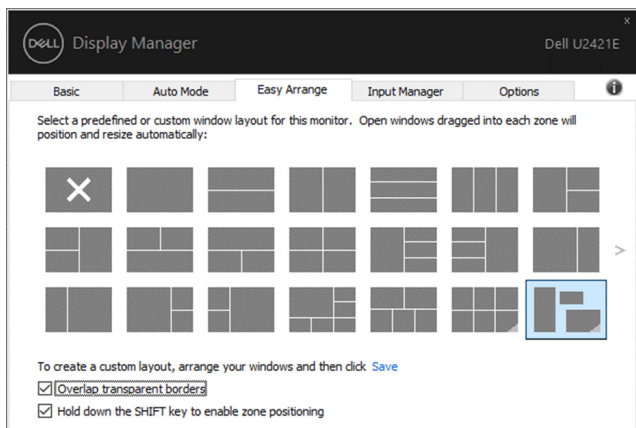 x
DELL Display Manager Dell U2421E
Basic Auto Mode Easy Arrange Input Manager Options
Select a predefined or custom window layout for this monitor. Open windows dragged into each zone will
position and resize automatically:
To create a custom layout, arrange your windows and then click Save
Overlap transparent borders
Hold down the SHIFT key to enable zone positioning